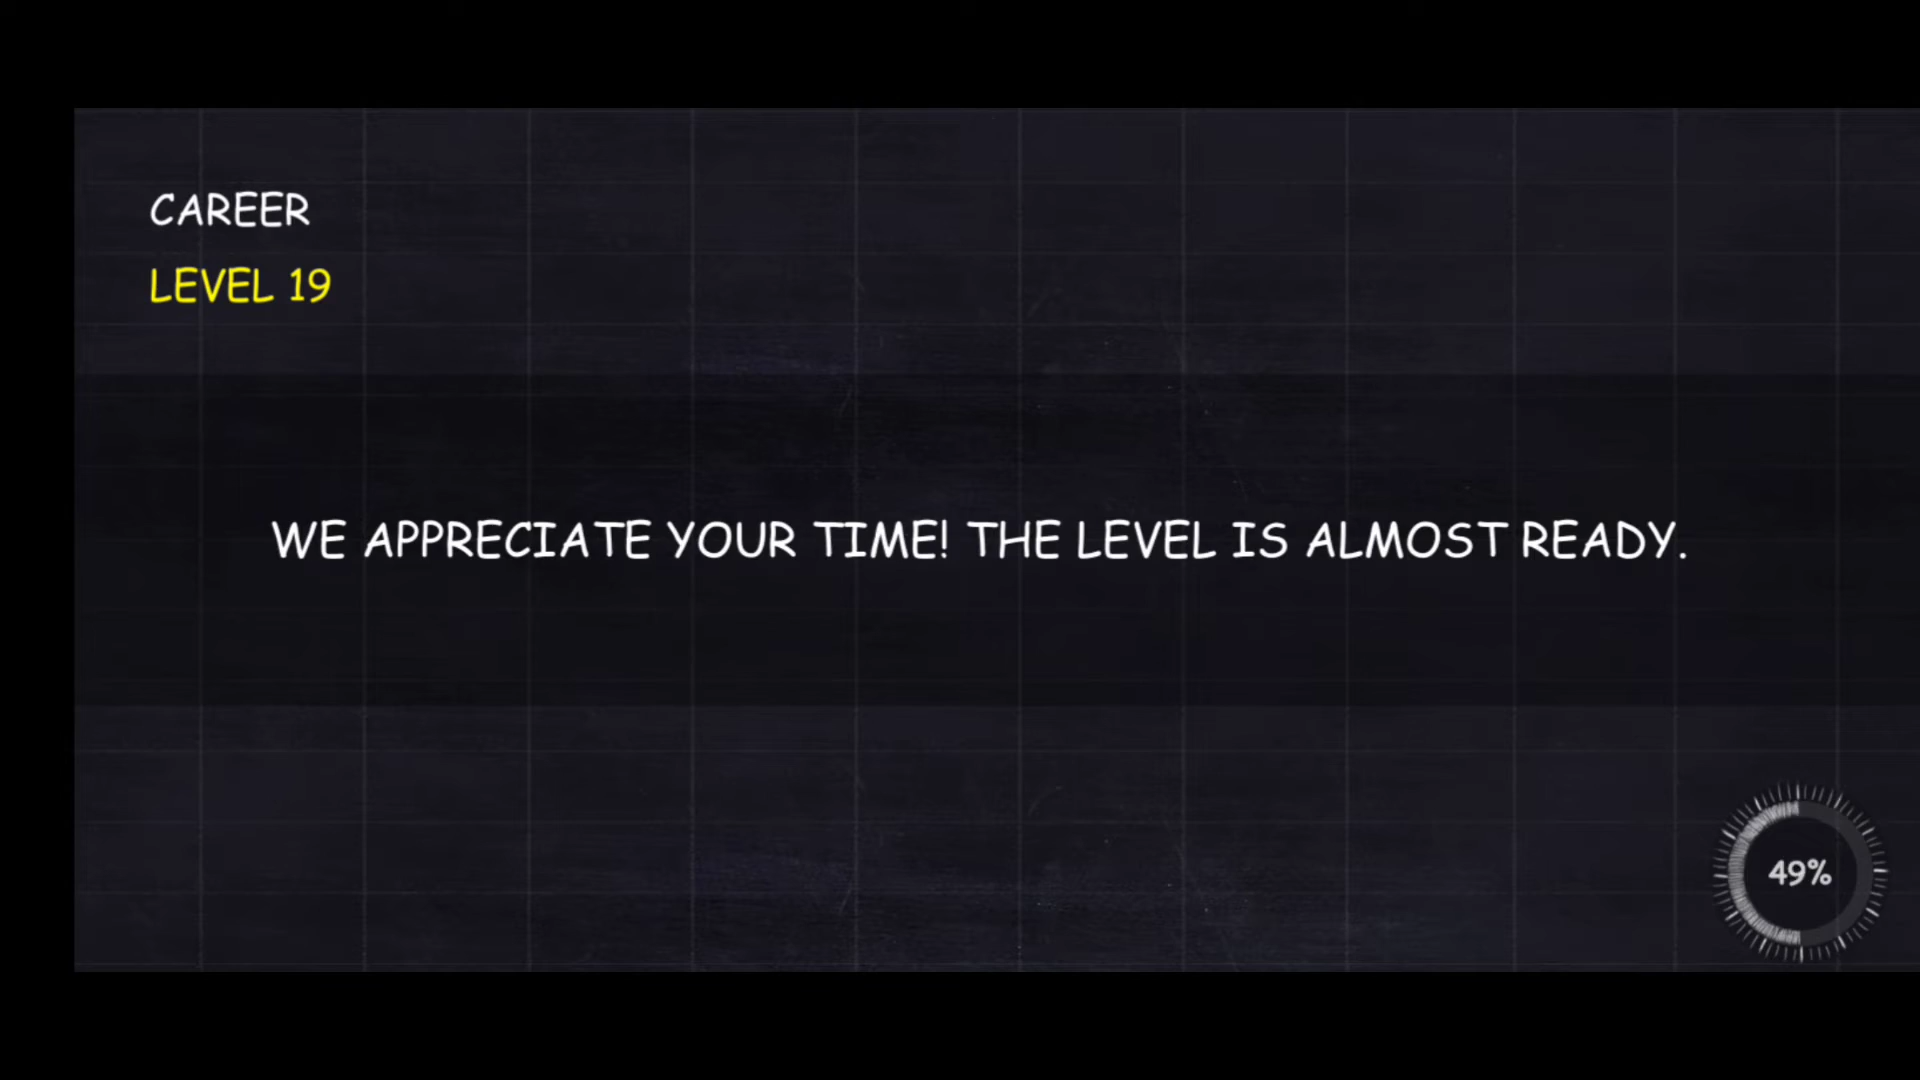 CAREER
LEVEL 19
WE APPRECIATE YOUR TIME! THE LEVEL IS ALMOST READY.
49%